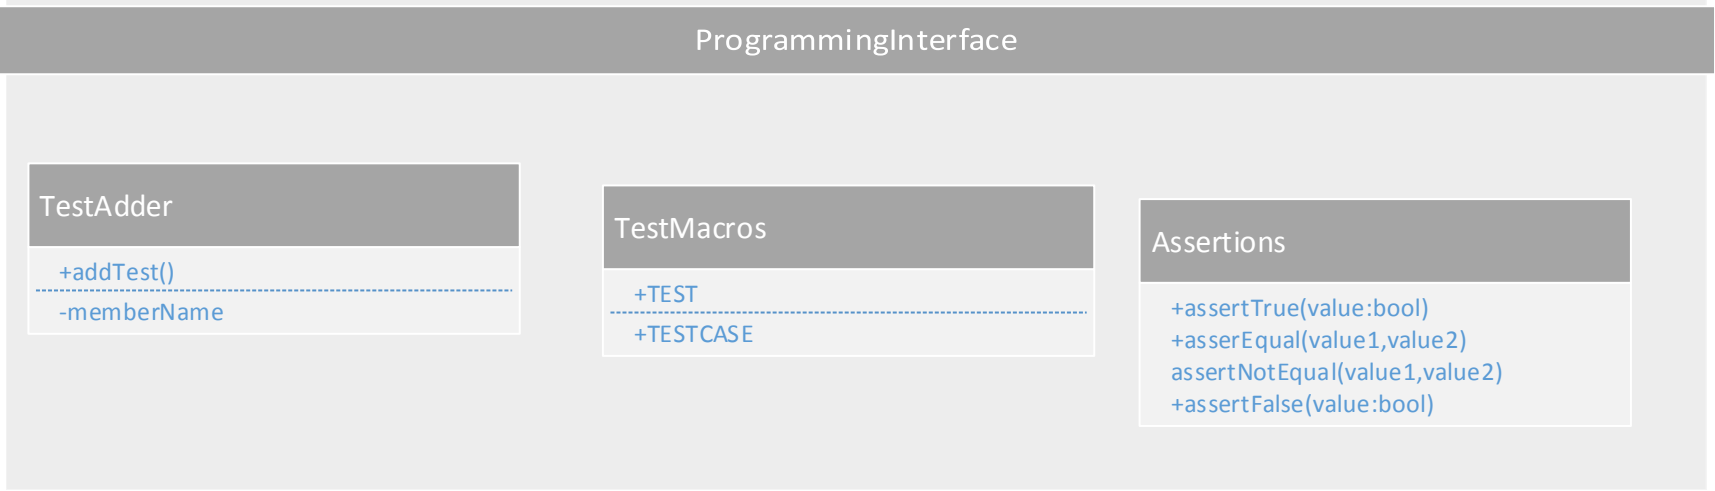 ProgrammingInterface
TestAdder
+addTest()
-memberName
TestMacros
+TEST
+TESTCASE
Assertions
+assertTrue(value:bool)
+asserEqual(value1,value2)
assertNotEqual(value1,value2)
+assertFalse(value:bool)